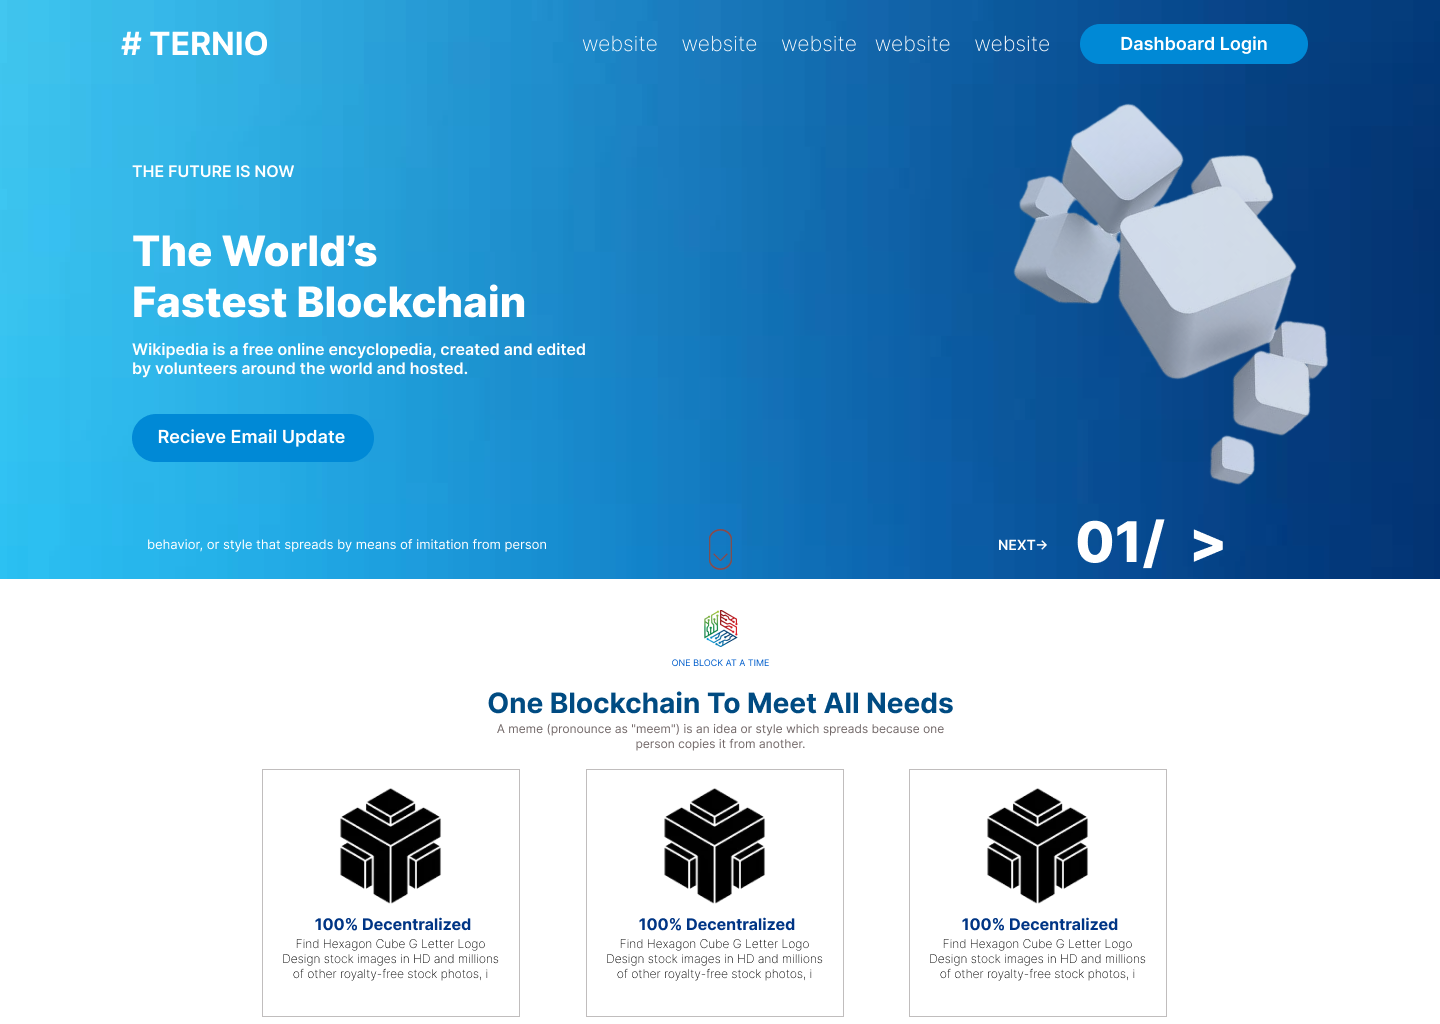 # TERNIO
website website website website website
Dashboard Login
THE FUTURE IS NOW
The World’s
Fastest Blockchain
Wikipedia is a free online encyclopedia, created and edited
by volunteers around the world and hosted.
Recieve Email Update
behavior, or style that spreads by means of imitation from person
NEXT→
01/ >
ONE BLOCK AT A TIME
One Blockchain To Meet All Needs
A meme (pronounce as "meem") is an idea or style which spreads because one
person copies it from another.
100% Decentralized
Find Hexagon Cube G Letter Logo
Design stock images in HD and millions
of other royalty-free stock photos, i
100% Decentralized
Find Hexagon Cube G Letter Logo
Design stock images in HD and millions
of other royalty-free stock photos, i
100% Decentralized
Find Hexagon Cube G Letter Logo
Design stock images in HD and millions
of other royalty-free stock photos, i